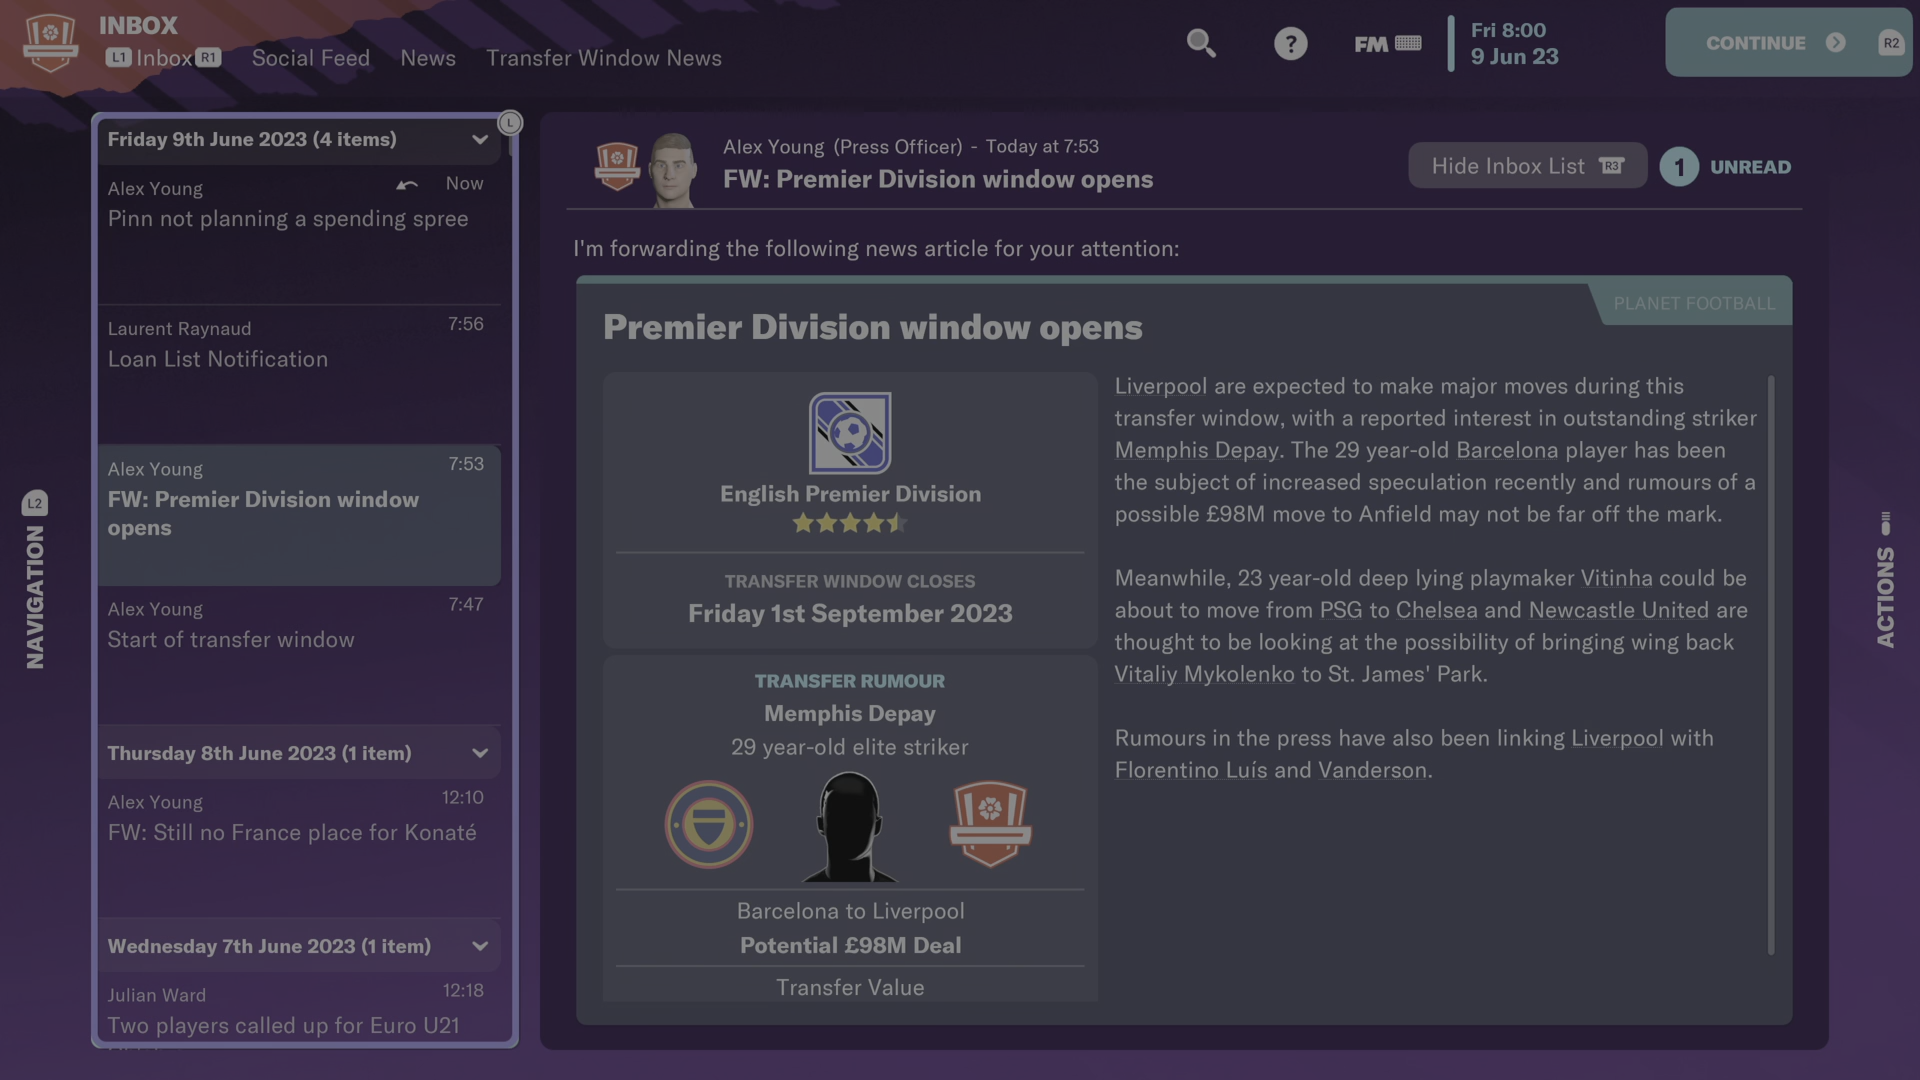 INBOX
L1 Inbox R1 Social Feed News Transfer Window News
? FM
Fri 8:00
9 Jun 23
CONTINUE R2
NAVIGATION L2
L
Friday 9th June 2023 (4 items)
Alex Young Now
Pinn not planning a spending spree
Laurent Raynaud 7:56
Loan List Notification
Alex Young 7:53
FW: Premier Division window
opens
Alex Young 7:47
Start of transfer window
Thursday 8th June 2023 (1 item)
Alex Young 12:10
FW: Still no France place for Konaté
Wednesday 7th June 2023 (1 item)
Julian Ward 12:18
Two players called up for Euro U21
Alex Young (Press Officer) - Today at 7:53
FW: Premier Division window opens
Hide Inbox List R3
1 UNREAD
I'm forwarding the following news article for your attention:
PLANET FOOTBALL
Premier Division window opens
English Premier Division
TRANSFER WINDOW CLOSES
Friday 1st September 2023
TRANSFER RUMOUR
Memphis Depay
29 year-old elite striker
Barcelona to Liverpool
Potential £98M Deal
Transfer Value
Liverpool are expected to make major moves during this
transfer window, with a reported interest in outstanding striker
Memphis Depay. The 29 year-old Barcelona player has been
the subject of increased speculation recently and rumours of a
possible £98M move to Anfield may not be far off the mark.
Meanwhile, 23 year-old deep lying playmaker Vitinha could be
about to move from PSG to Chelsea and Newcastle United are
thought to be looking at the possibility of bringing wing back
Vitaliy Mykolenko to St. James' Park.
Rumours in the press have also been linking Liverpool with
Florentino Luís and Vanderson.
ACTIONS